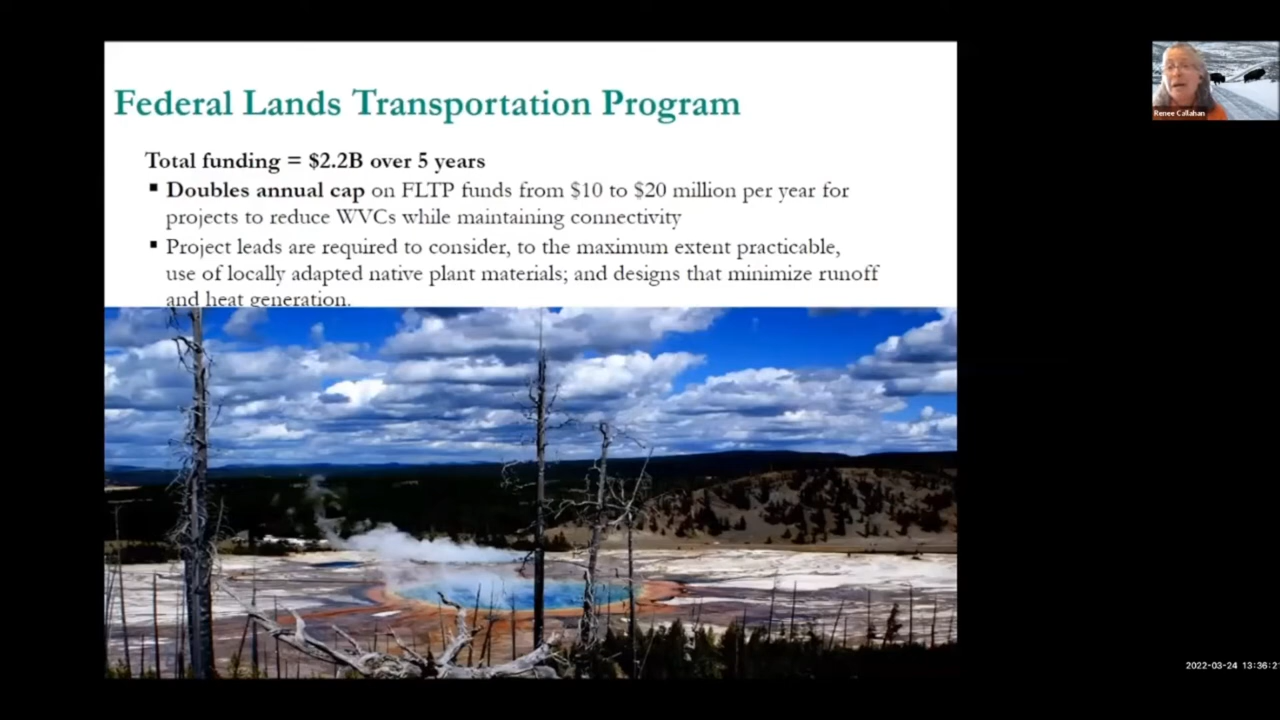 Federal Lands Transportation Program
Renee Callahan
Total funding = $2.2B over 5 years
▪ Doubles annual cap on FLTP funds from $10 to $20 million per year for
projects to reduce WVCs while maintaining connectivity
▪ Project leads are required to consider, to the maximum extent practicable,
use of locally adapted native plant materials; and designs that minimize runoff
and heat generation.
2022-03-24 13:36:2